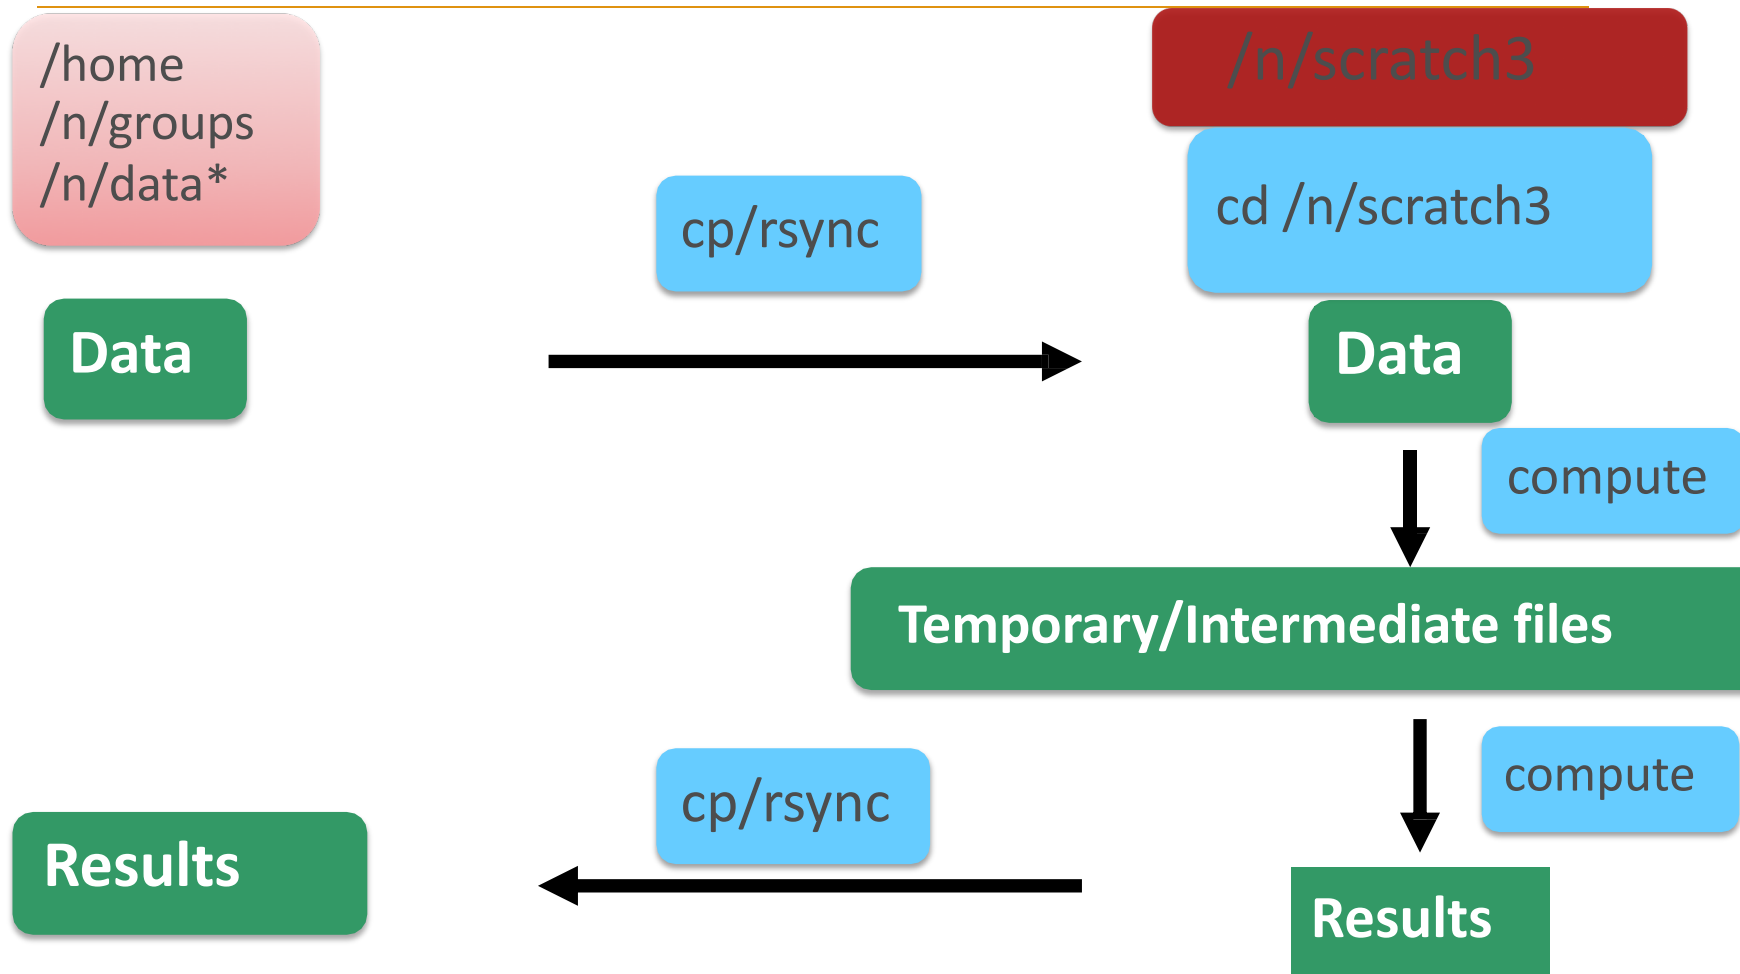 /home
/n/groups
/n/data*
/n/scratch3
cd /n/scratch3
cp/rsync
Data
Data
compute
Temporary/Intermediate files
compute
cp/rsync
Results
Results